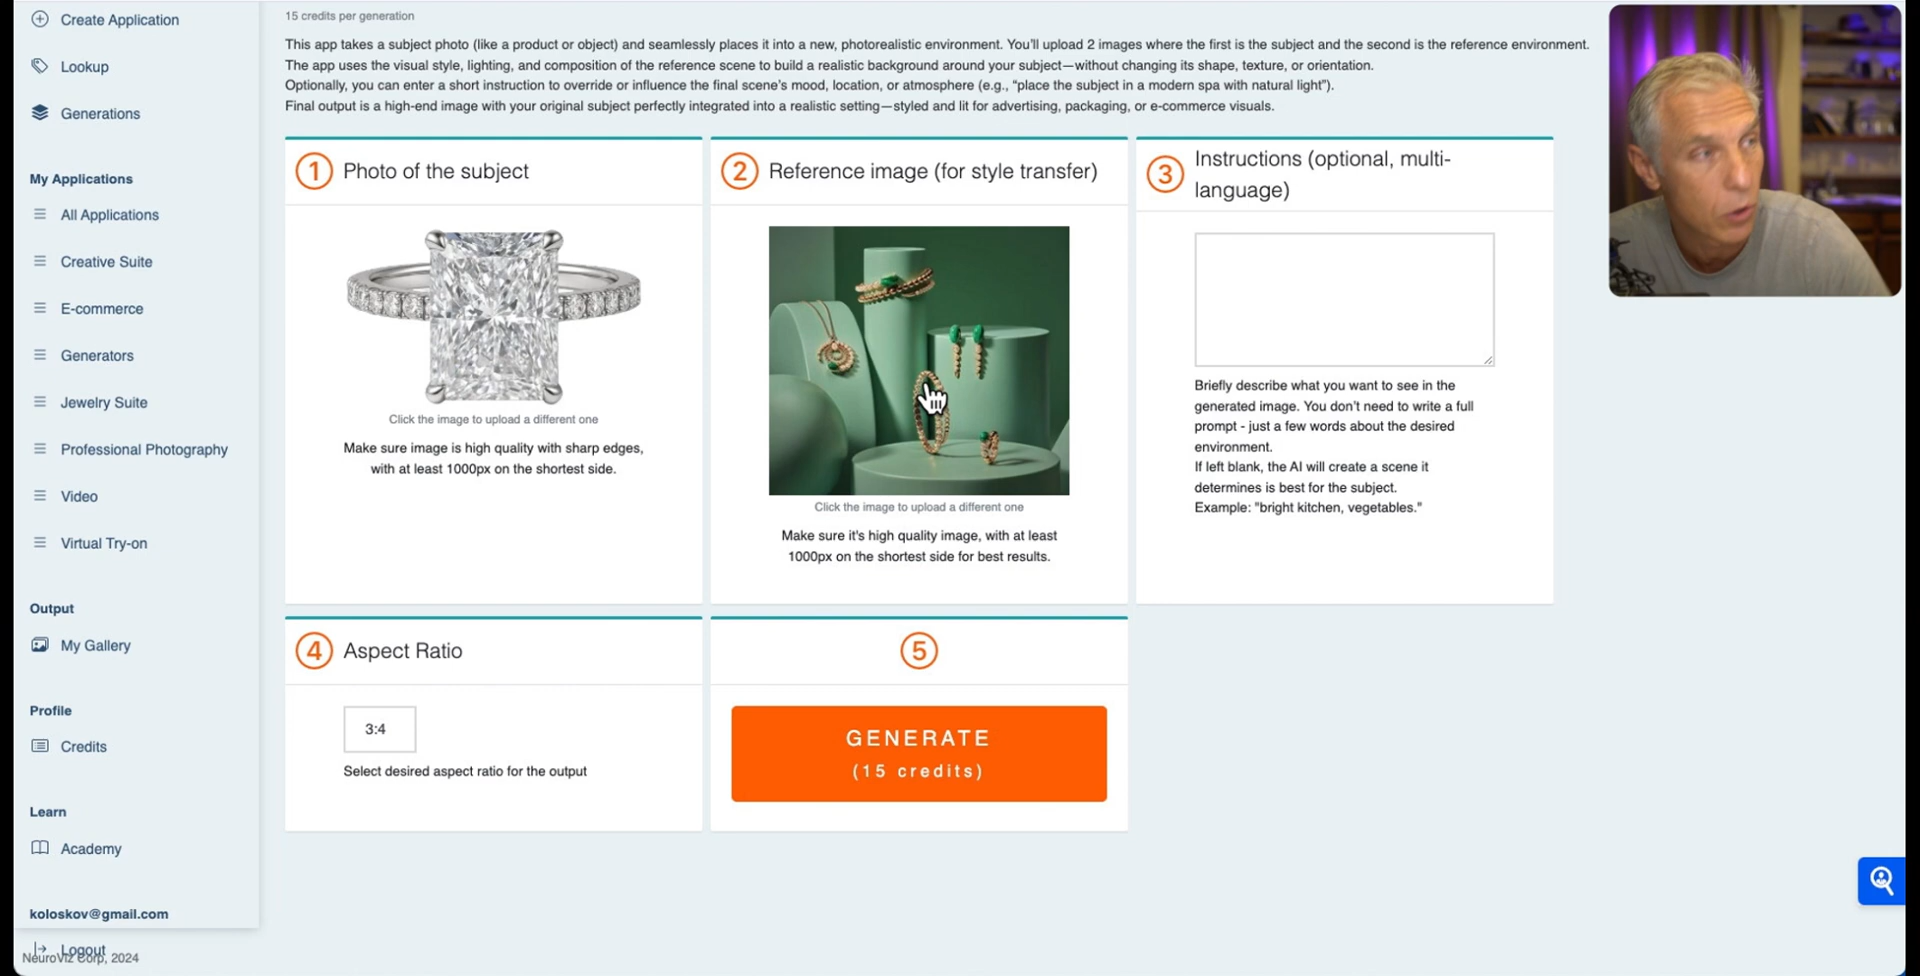 Create Application
Lookup
Generations
My Applications
All Applications
Creative Suite
E-commerce
Generators
Jewelry Suite
Professional Photography
Video
Virtual Try-on
Output
My Gallery
Profile
Credits
Learn
Academy
koloskov@gmail.com
Logout
NeuroViz Corp, 2024
15 credits per generation
This app takes a subject photo (like a product or object) and seamlessly places it into a new, photorealistic environment. You'll upload 2 images where the first is the subject and the second is the reference environment.
The app uses the visual style, lighting, and composition of the reference scene to build a realistic background around your subject—without changing its shape, texture, or orientation.
Optionally, you can enter a short instruction to override or influence the final scene's mood, location, or atmosphere (e.g., “place the subject in a modern spa with natural light”).
Final output is a high-end image with your original subject perfectly integrated into a realistic setting—styled and lit for advertising, packaging, or e-commerce visuals.
1 Photo of the subject
Click the image to upload a different one
Make sure image is high quality with sharp edges,
with at least 1000px on the shortest side.
2 Reference image (for style transfer)
Click the image to upload a different one
Make sure it's high quality image, with at least
1000px on the shortest side for best results.
3 Instructions (optional, multi-
language)
Briefly describe what you want to see in the
generated image. You don't need to write a full
prompt - just a few words about the desired
environment.
If left blank, the AI will create a scene it
determines is best for the subject.
Example: "bright kitchen, vegetables."
4 Aspect Ratio
3:4
Select desired aspect ratio for the output
5
GENERATE
(15 credits)